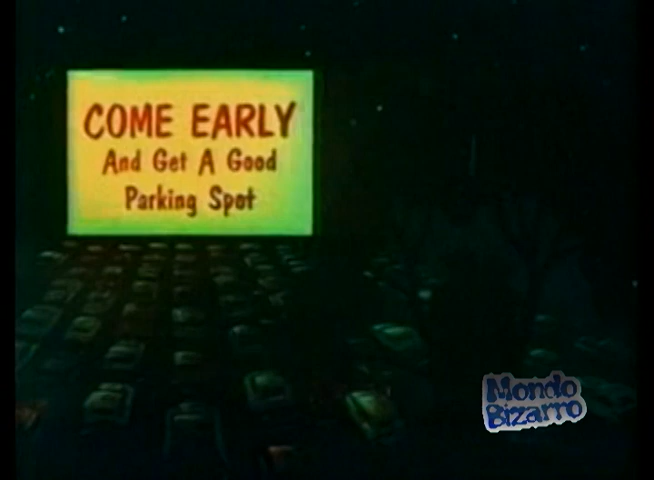 COME EARLY
And Get A Good
Parking Spot
Mondo
Bizarro